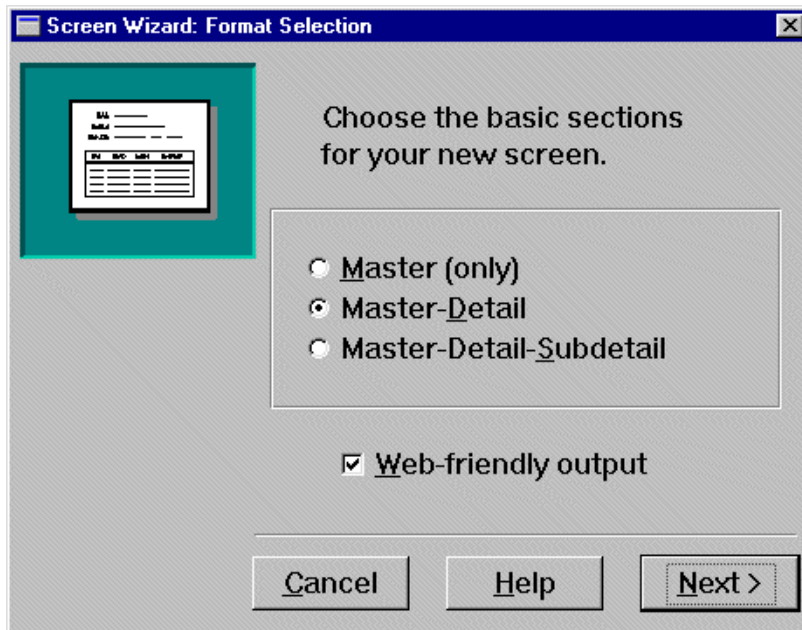 Screen Wizard: Format Selection
Choose the basic sections
for your new screen.
Master (only)
Master-Detail
Master-Detail-Subdetail
Web-friendly output
Cancel
Help
Next >